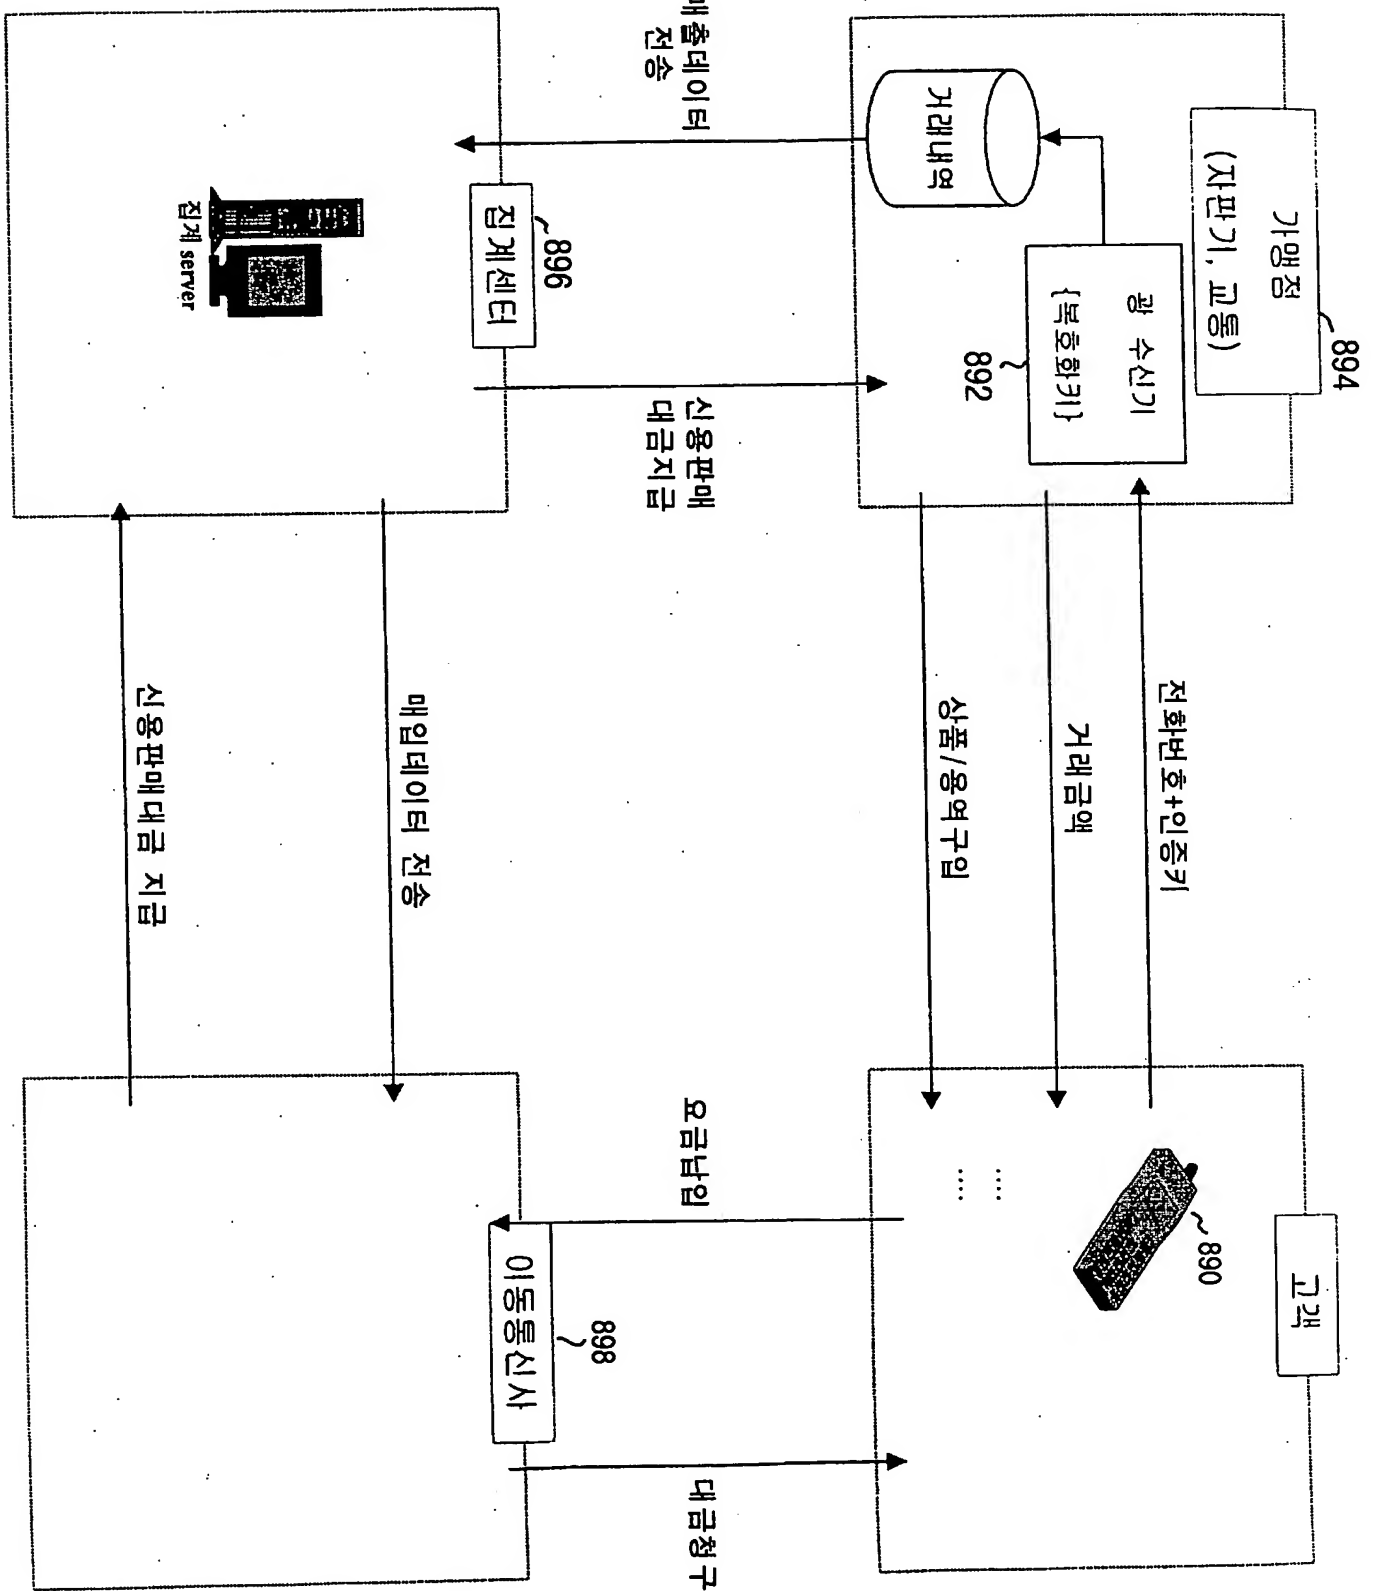 가맹점
(자판기, 교통)
894
광 수신기
{복호화키}
892
거래내역
고객
890
....
....
전화번호+인증키
거래금액
상품/용역구입
매출데이터
전송
신용판매
대금지급
요금납입
대금청구
집계센터
896
집계 server
이동통신사
898
매입데이터 전송
신용판매대금 지급